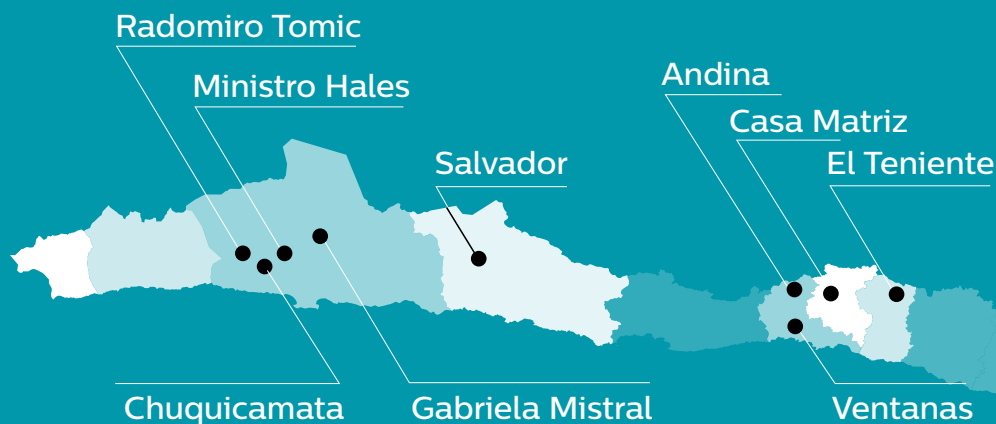 Radomiro Tomic
Ministro Hales
Andina
Casa Matriz
Salvador
El Teniente
Chuquicamata
Gabriela Mistral
Ventanas